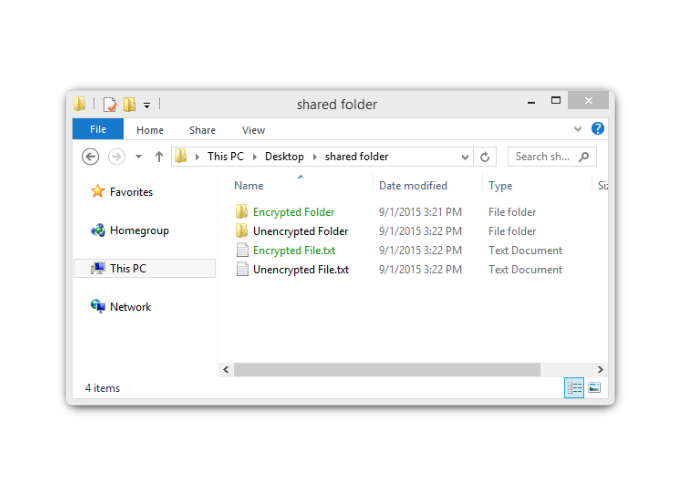 shared folder
File Home Share View
This PC Desktop shared folder Search sh...
Favorites
Homegroup
This PC
Network
Name Date modified Type Siz
Encrypted Folder 9/1/2015 3:21 PM File folder
Unencrypted Folder 9/1/2015 3:22 PM File folder
Encrypted File.txt 9/1/2015 3:22 PM Text Document
Unencrypted File.txt 9/1/2015 3:22 PM Text Document
4 items